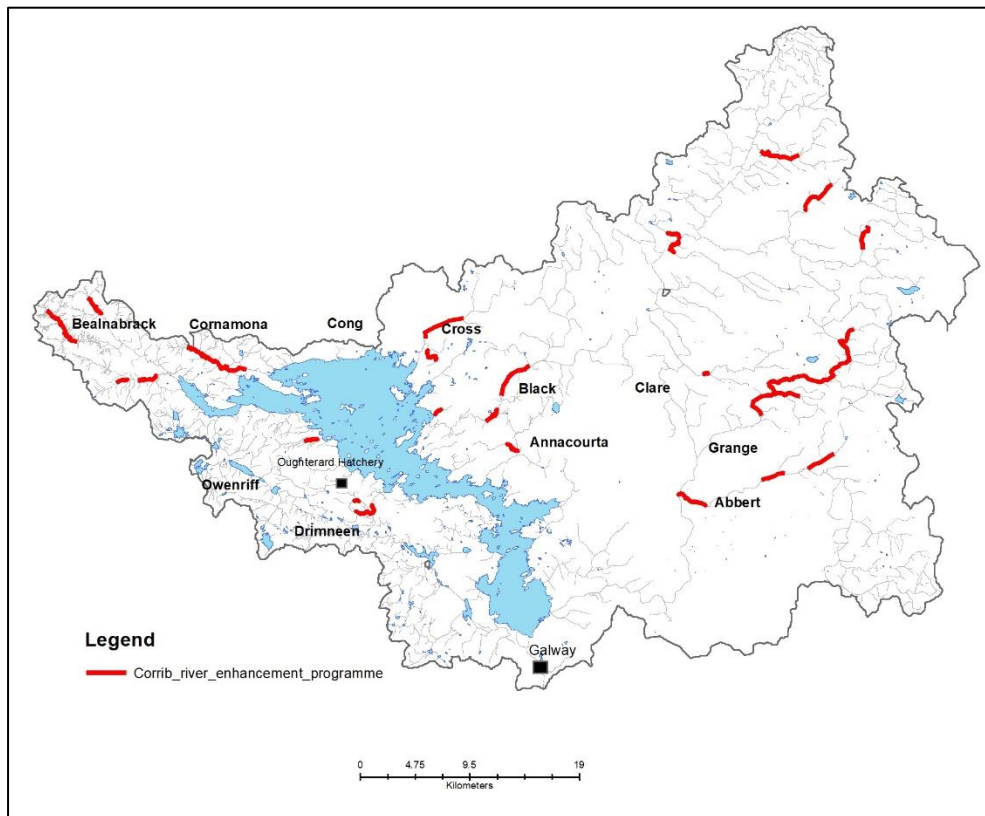 Bealnabrack
Cornamona
Cong
Cross
Black
Clare
Annacourta
Grange
Oughterard Hatchery
Owenriff
Abbert
Drimneen
Legend
Galway
Corrib_river_enhancement_programme
0 4.75 9.5 19
Kilometers